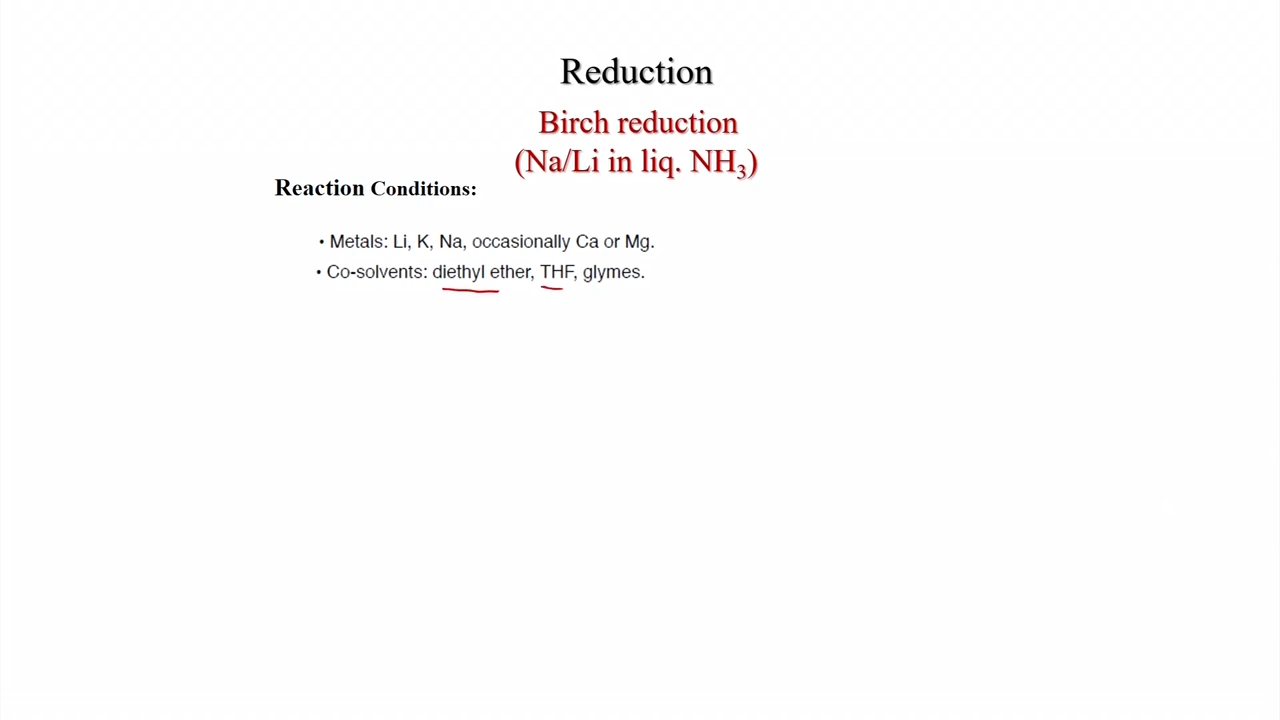 Reduction
Birch reduction
(Na/Li in liq. NH₃)
Reaction Conditions:
• Metals: Li, K, Na, occasionally Ca or Mg.
• Co-solvents: diethyl ether, THF, glymes.